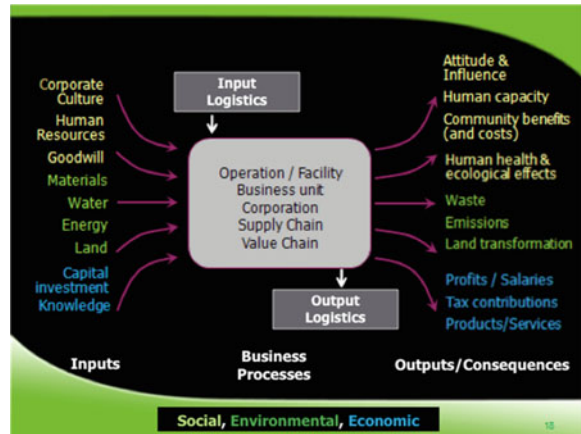 Corporate
Culture
Human
Resources
Goodwill
Materials
Water
Energy
Land
Capital
investment
Knowledge
Inputs
Input
Logistics
Operation / Facility
Business unit
Corporation
Supply Chain
Value Chain
Output
Logistics
Business
Processes
Attitude &
Influence
Human capacity
Community benefits
(and costs)
Human health &
ecological effects
Waste
Emissions
Land transformation
Profits / Salaries
Tax contributions
Products/Services
Outputs/Consequences
Social, Environmental, Economic